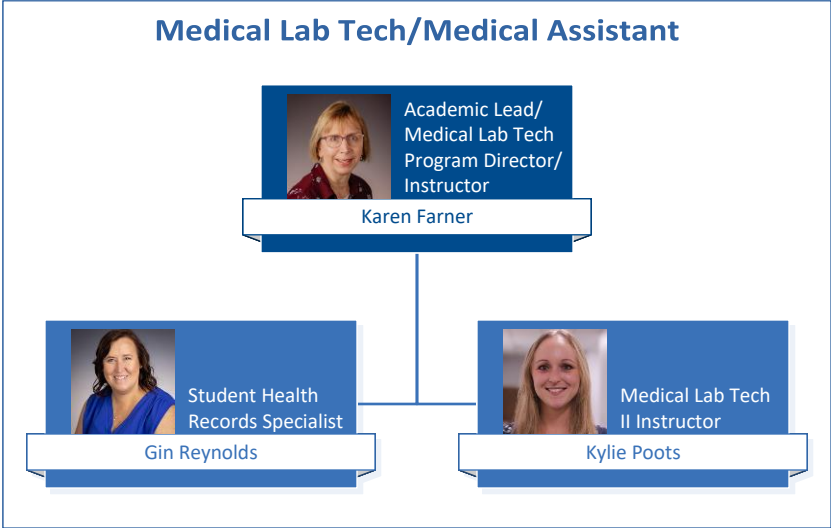 Medical Lab Tech/Medical Assistant
Academic Lead/
Medical Lab Tech
Program Director/
Instructor
Karen Farner
Student Health
Records Specialist
Gin Reynolds
Medical Lab Tech
II Instructor
Kylie Poots